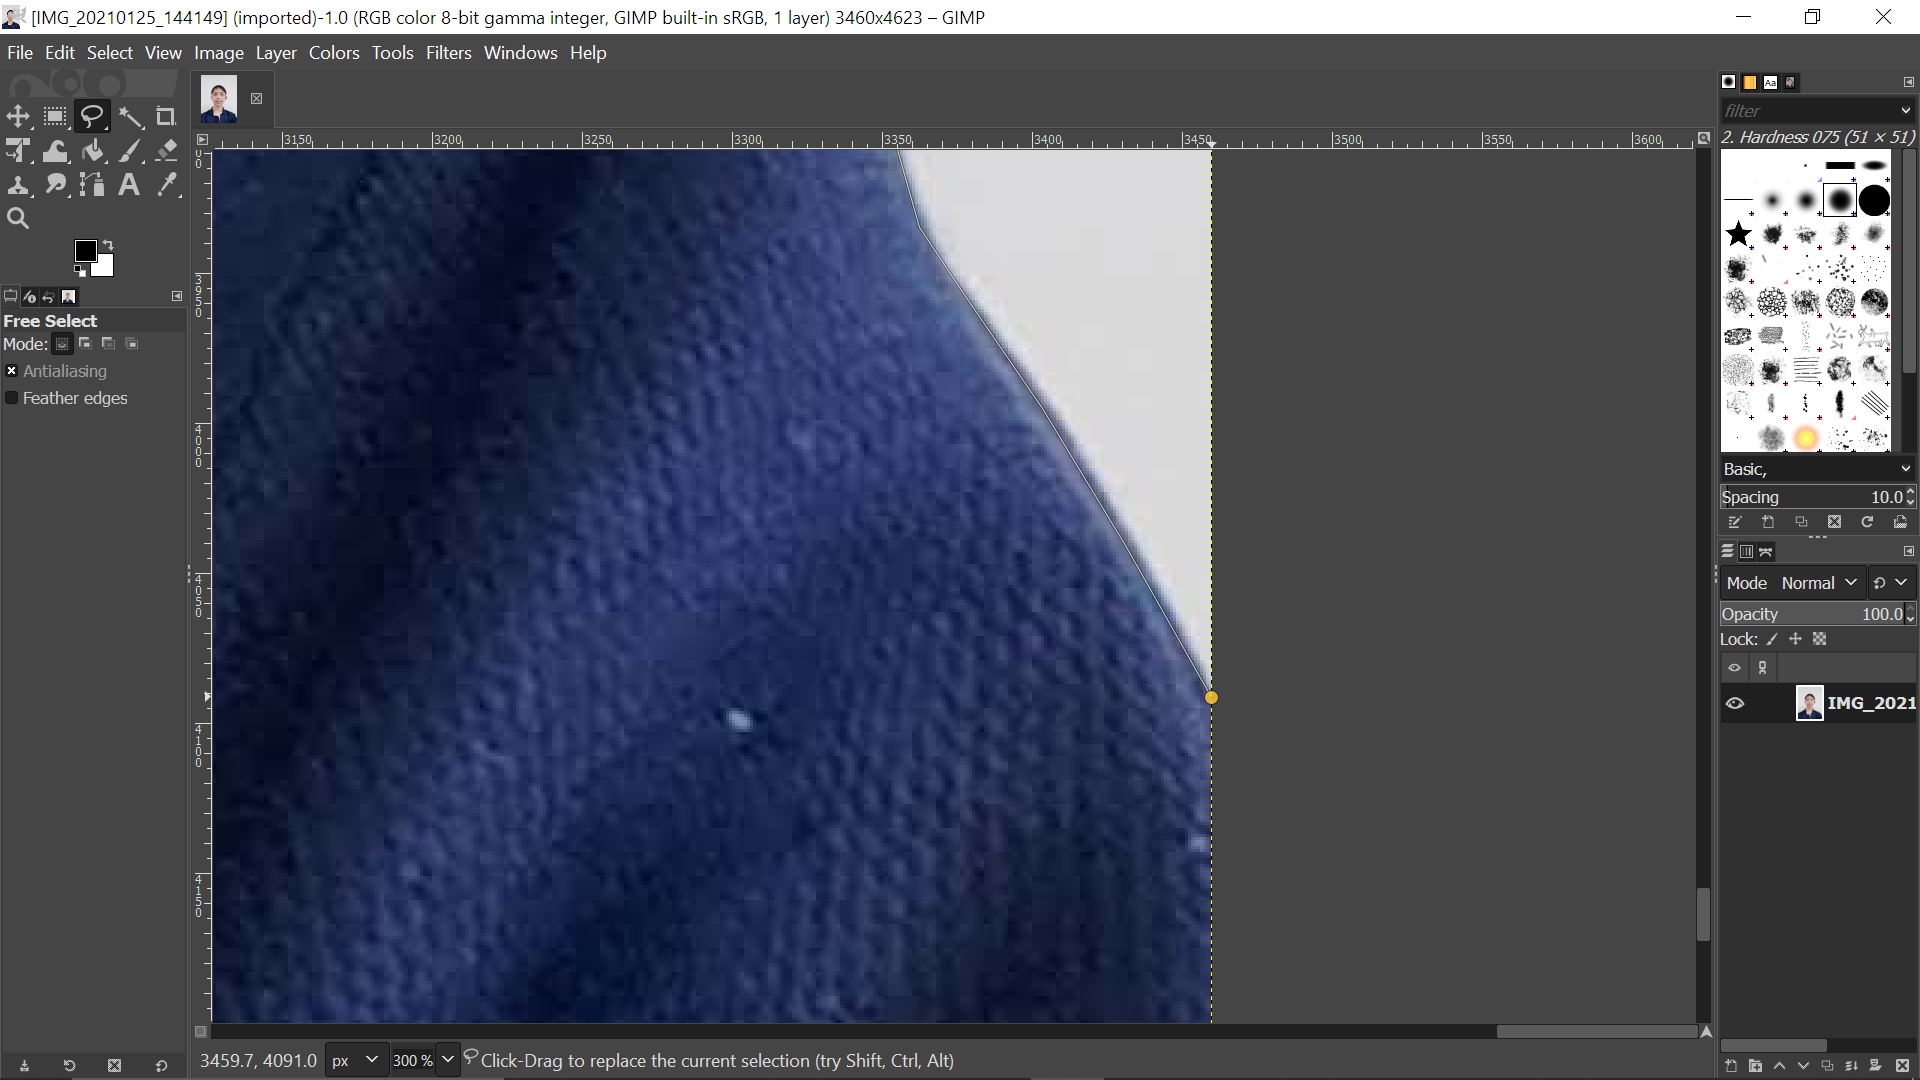 [IMG_20210125_144149] (imported)-1.0 (RGB color 8-bit gamma integer, GIMP built-in sRGB, 1 layer) 3460x4623 – GIMP
File Edit Select View Image Layer Colors Tools Filters Windows Help
filter
3150 3200 3250 3300 3350 3400 3450 3500 3550 3600
2. Hardness 075 (51 × 51)
3950
Free Select
Mode:
Antialiasing
Feather edges
4000
Basic,
Spacing 10.0
4050
Mode Normal
Opacity 100.0
Lock:
IMG_2021
4100
4150
3459.7, 4091.0 px 300 % Click-Drag to replace the current selection (try Shift, Ctrl, Alt)